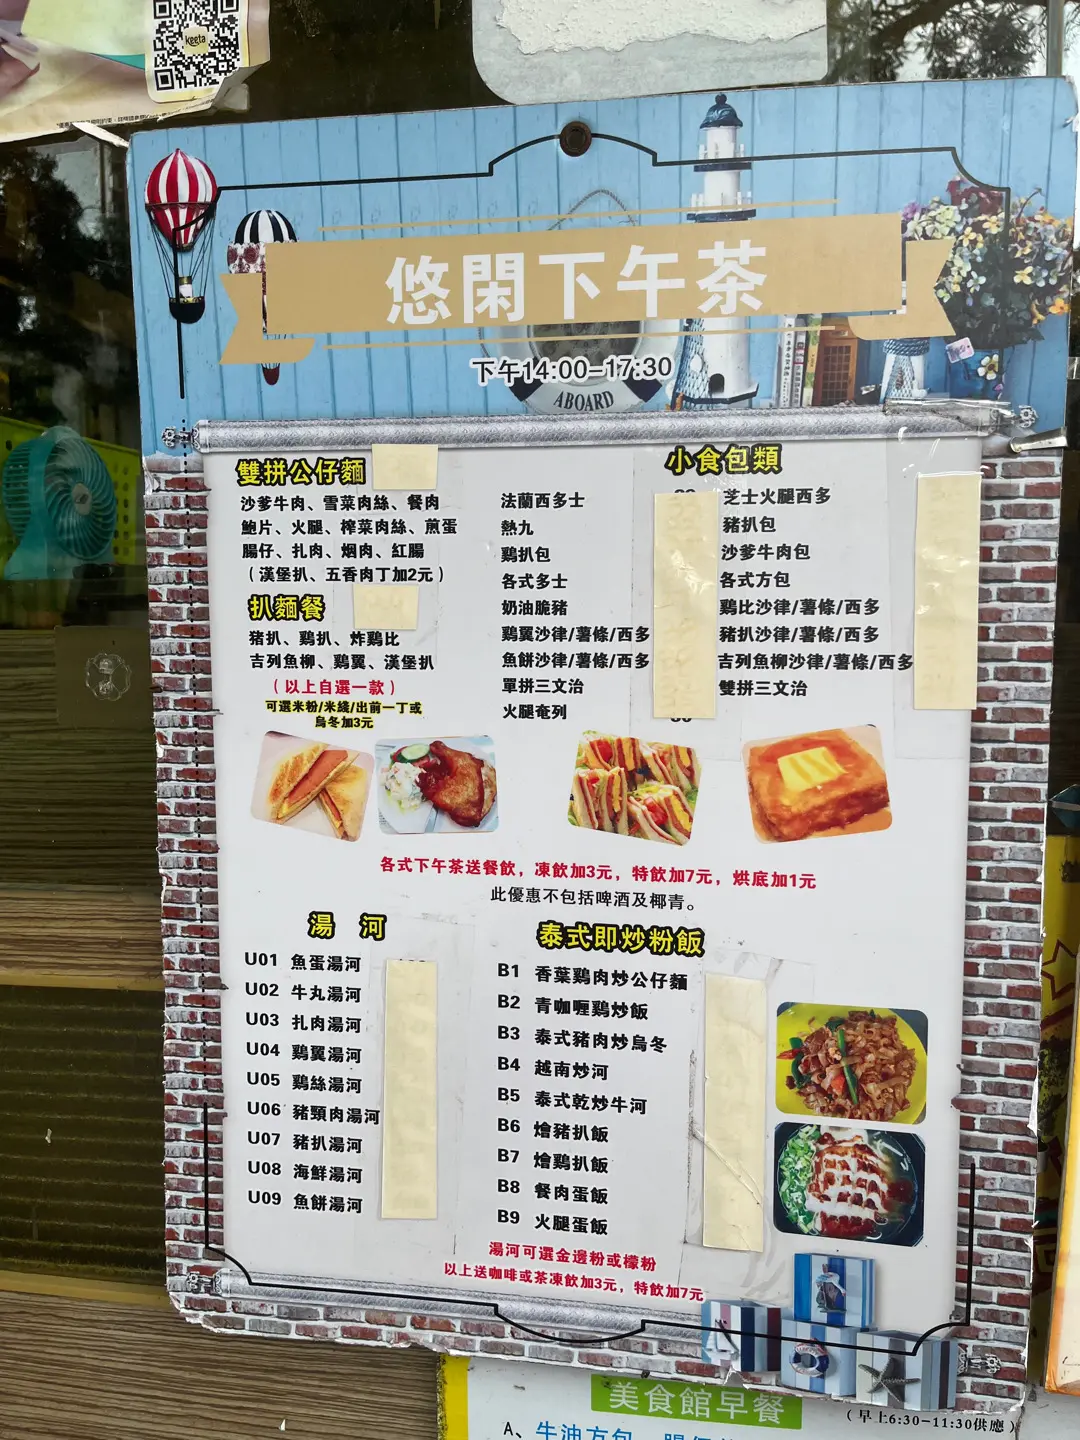 keeta
悠閑下午茶
下午14:00-17:30
ABOARD
雙拼公仔麵
沙爹牛肉、雪菜肉絲、餐肉
鮑片、火腿、榨菜肉絲、煎蛋
腸仔、扎肉、烟肉、紅腸
（漢堡扒、五香肉丁加2元）
扒麵餐
豬扒、鷄扒、炸鷄比
吉列魚柳、鷄翼、漢堡扒
（以上自選一款）
可選米粉/米綫/出前一丁或
烏冬加3元
小食包類
法蘭西多士
熱九
鷄扒包
各式多士
奶油脆豬
鷄翼沙律/薯條/西多
魚餅沙律/薯條/西多
單拼三文治
火腿奄列
芝士火腿西多
豬扒包
沙爹牛肉包
各式方包
鷄比沙律/薯條/西多
豬扒沙律/薯條/西多
吉列魚柳沙律/薯條/西多
雙拼三文治
各式下午茶送餐飲，凍飲加3元，特飲加7元，烘底加1元
此優惠不包括啤酒及椰青。
湯 河
U01 魚蛋湯河
U02 牛丸湯河
U03 扎肉湯河
U04 鷄翼湯河
U05 鷄絲湯河
U06 豬頸肉湯河
U07 豬扒湯河
U08 海鮮湯河
U09 魚餅湯河
泰式即炒粉飯
B1 香葉鷄肉炒公仔麵
B2 青咖喱鷄炒飯
B3 泰式豬肉炒烏冬
B4 越南炒河
B5 泰式乾炒牛河
B6 燴豬扒飯
B7 燴鷄扒飯
B8 餐肉蛋飯
B9 火腿蛋飯
湯河可選金邊粉或檬粉
以上送咖啡或茶凍飲加3元，特飲加7元
美食館早餐
（早上6:30-11:30供應）
A、牛油方包